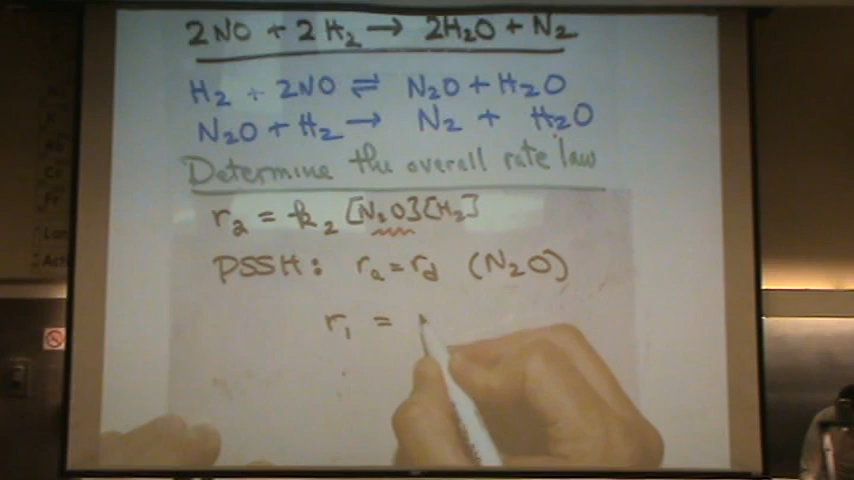 2NO + 2H₂ → 2H₂O + N₂
H₂ + 2NO ⇌ N₂O + H₂O
N₂O + H₂ → N₂ + H₂O
Determine the overall rate law
r₂ = k₂ [N₂O][H₂]
PSSH: rₐ = r_d (N₂O)
r₁ =